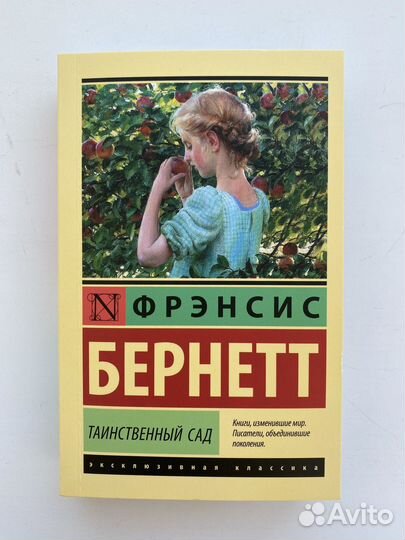 N
ФРЭНСИС
БЕРНЕТТ
ТАИНСТВЕННЫЙ САД
Книги, изменившие мир.
Писатели, объединившие
поколения.
эксклюзивная классика
Avito